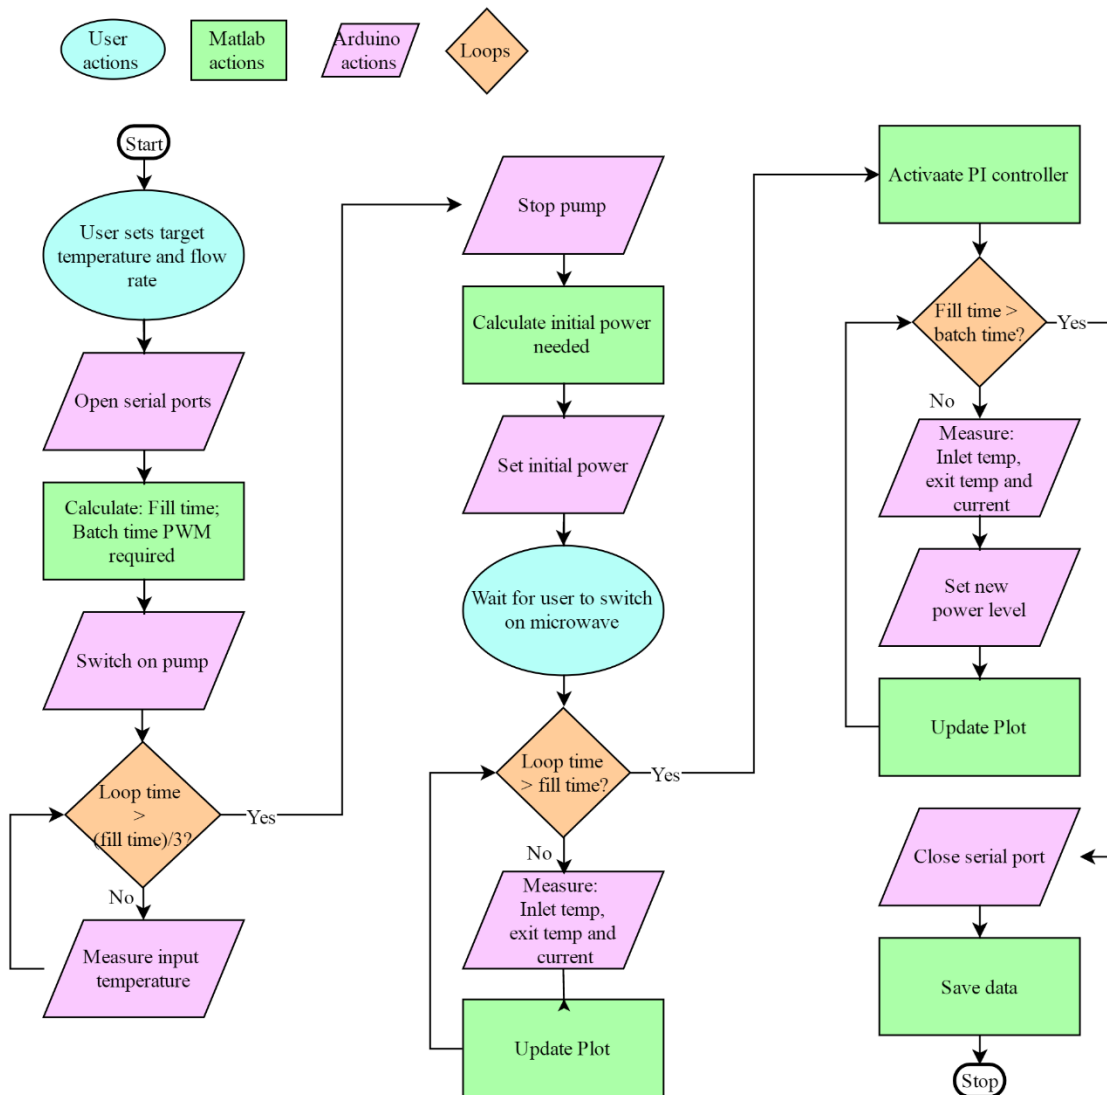 User
actions
Matlab
actions
Arduino
actions
Loops
Start
User sets target
temperature and flow
rate
Open serial ports
Calculate: Fill time;
Batch time PWM
required
Switch on pump
Loop time
>
(fill time)/3?
Yes
No
Measure input
temperature
Stop pump
Calculate initial power
needed
Set initial power
Wait for user to switch
on microwave
Loop time
> fill time?
Yes
No
Measure:
Inlet temp,
exit temp and
current
Update Plot
Activaate PI controller
Fill time >
batch time?
Yes
No
Measure:
Inlet temp,
exit temp and
current
Set new
power level
Update Plot
Close serial port
Save data
Stop